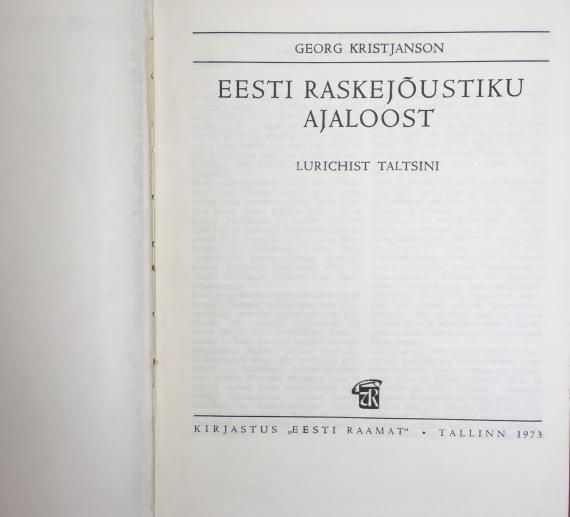 GEORG KRISTJANSON
EESTI RASKEJÕUSTIKU
AJALOOST
LURICHIST TALTSINI
KIRJASTUS „EESTI RAAMAT“ • TALLINN 1973